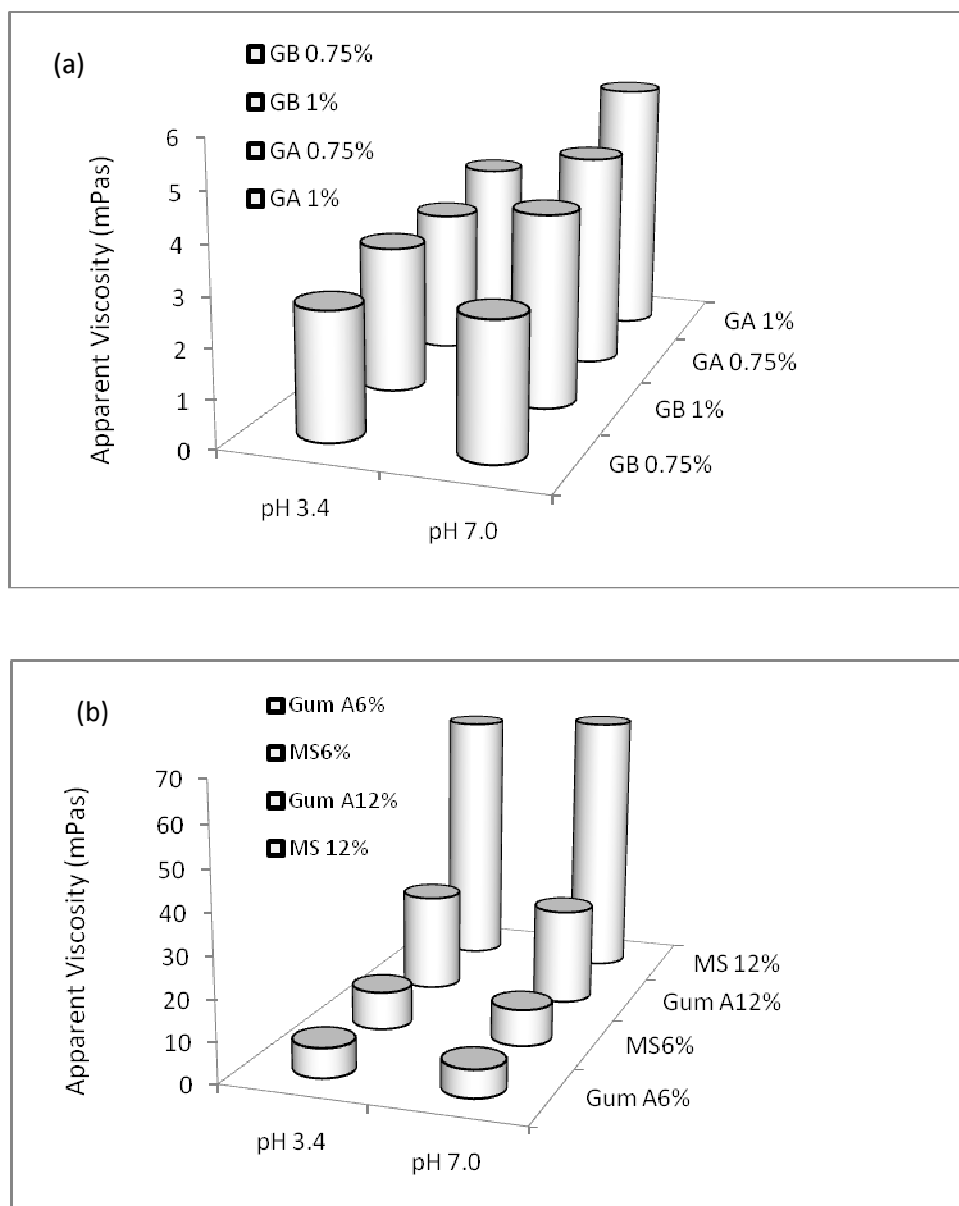 (a)
GB 0.75%
GB 1%
GA 0.75%
GA 1%
Apparent Viscosity (mPas)
6
5
4
3
2
1
0
pH 3.4
pH 7.0
GA 1%
GA 0.75%
GB 1%
GB 0.75%
(b)
Gum A6%
MS6%
Gum A12%
MS 12%
Apparent Viscosity (mPas)
70
60
50
40
30
20
10
0
pH 3.4
pH 7.0
MS 12%
Gum A12%
MS6%
Gum A6%